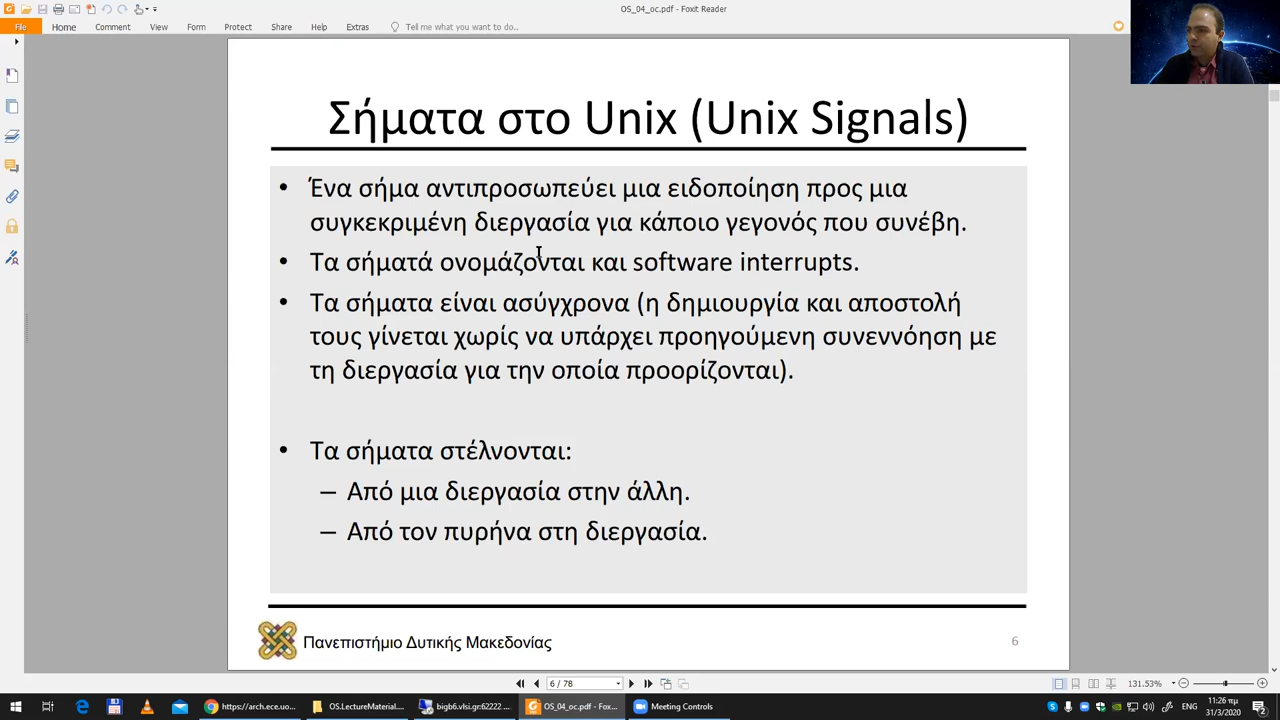 OS_04_oc.pdf - Foxit Reader
File Home Comment View Form Protect Share Help Extras Tell me what you want to do..
Σήματα στο Unix (Unix Signals)
• Ένα σήμα αντιπροσωπεύει μια ειδοποίηση προς μια
συγκεκριμένη διεργασία για κάποιο γεγονός που συνέβη.
• Τα σήματά ονομάζονται και software interrupts.
• Τα σήματα είναι ασύγχρονα (η δημιουργία και αποστολή
τους γίνεται χωρίς να υπάρχει προηγούμενη συνεννόηση με
τη διεργασία για την οποία προορίζονται).
• Τα σήματα στέλνονται:
– Από μια διεργασία στην άλλη.
– Από τον πυρήνα στη διεργασία.
Πανεπιστήμιο Δυτικής Μακεδονίας
6
6 / 78
131.53%
https://arch.ece.uo... OS.LectureMaterial... bigb6.vlsi.gr:62222 ... OS_04_oc.pdf - Fox... Meeting Controls
11:26 πμ
31/3/2020